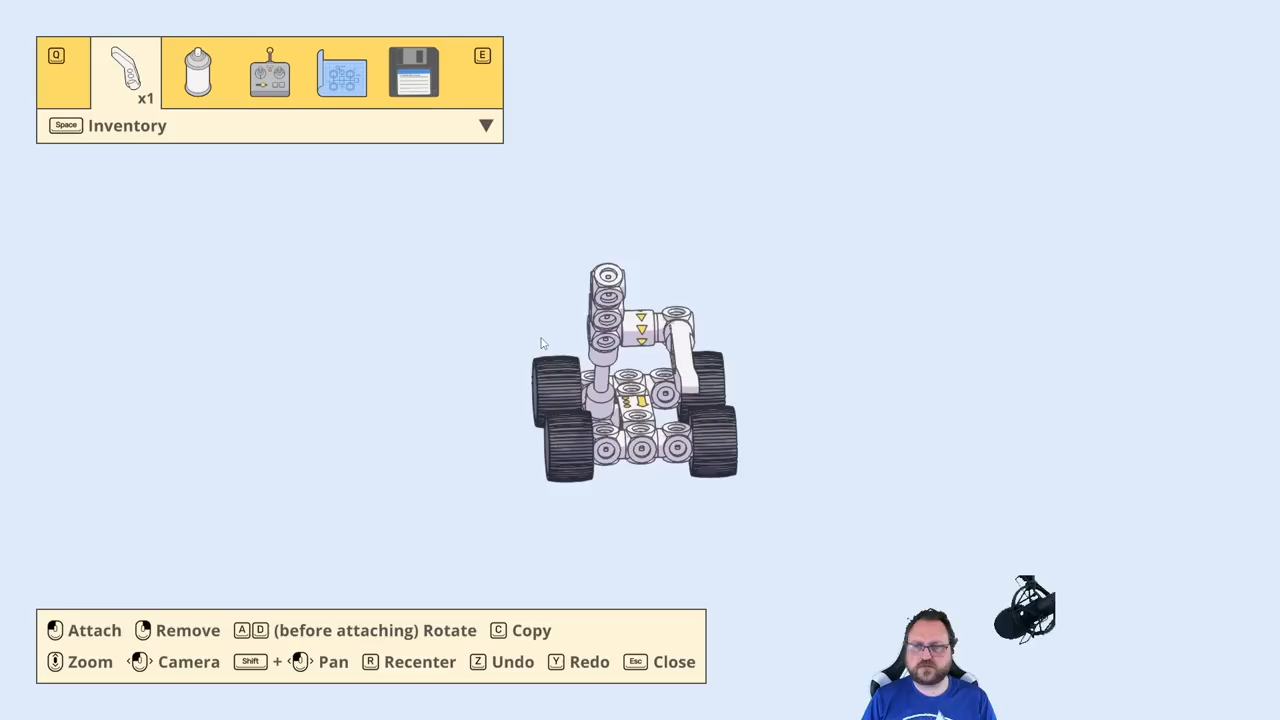 Q
E
x1
Space Inventory
Attach Remove A D (before attaching) Rotate C Copy
Zoom Camera Shift + Pan R Recenter Z Undo Y Redo Esc Close